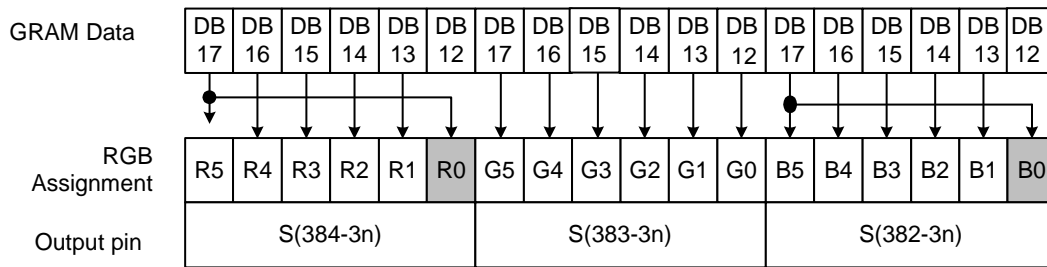 GRAM Data DB 17 DB 16 DB 15 DB 14 DB 13 DB 12 DB 17 DB 16 DB 15 DB 14 DB 13 DB 12 DB 17 DB 16 DB 15 DB 14 DB 13 DB 12
RGB Assignment R5 R4 R3 R2 R1 R0 G5 G4 G3 G2 G1 G0 B5 B4 B3 B2 B1 B0
Output pin S(384-3n) S(383-3n) S(382-3n)